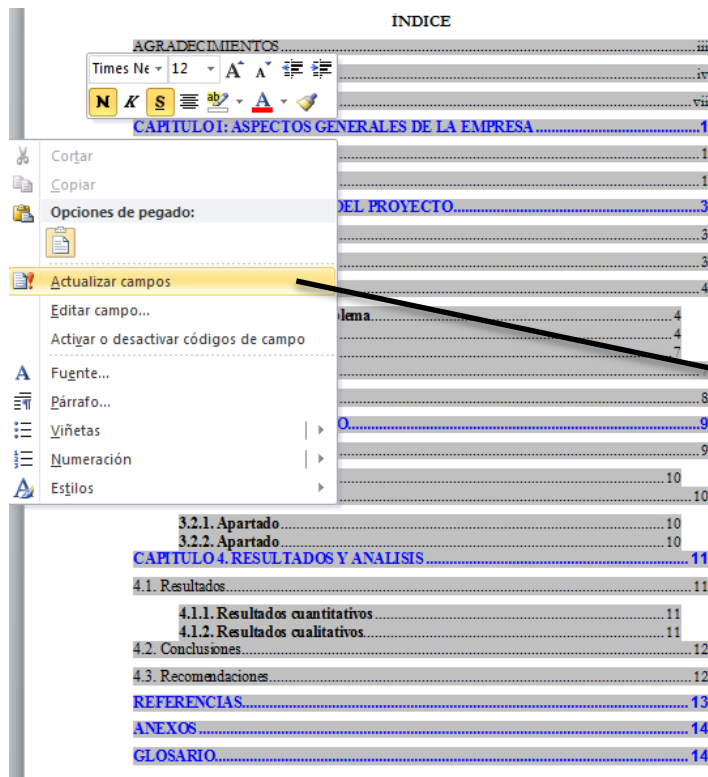 ÍNDICE
AGRADECIMIENTOS iii
Times Ne 12 A A
iv
N K S ab A
vii
CAPITULO I: ASPECTOS GENERALES DE LA EMPRESA 1
Cortar
1
Copiar
1
Opciones de pegado:
DEL PROYECTO 3
3
3
Actualizar campos
4
Editar campo...
lema 4
4
Activar o desactivar códigos de campo
7
A Fuente...
Párrafo...
8
Viñetas
O 9
Numeración
9
10
Estilos
10
3.2.1. Apartado 10
3.2.2. Apartado 10
CAPITULO 4. RESULTADOS Y ANALISIS 11
4.1. Resultados 11
4.1.1. Resultados cuantitativos 11
4.1.2. Resultados cualitativos 11
4.2. Conclusiones 12
4.3. Recomendaciones 12
REFERENCIAS 13
ANEXOS 14
GLOSARIO 14